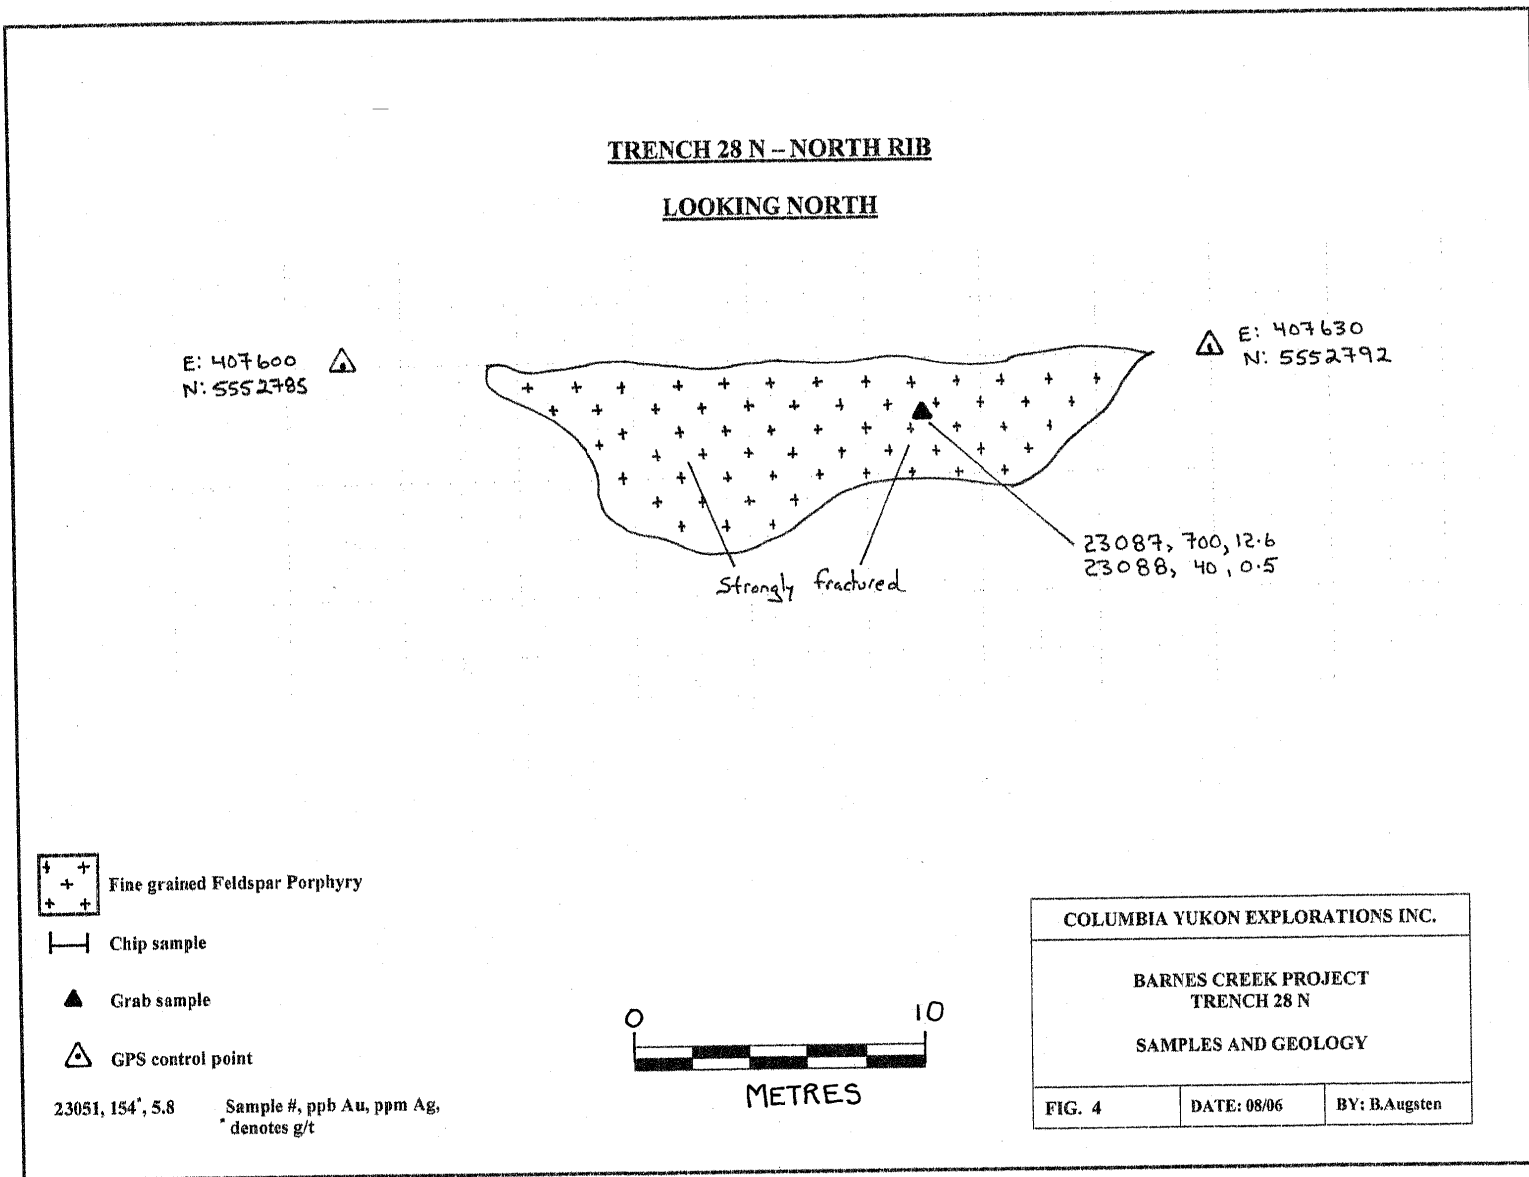 TRENCH 28 N – NORTH RIB
LOOKING NORTH
E: 407600
N: 5552785
E: 407630
N: 5552792
23087, 700, 12.6
23088, 40, 0.5
Strongly fractured
Fine grained Feldspar Porphyry
Chip sample
Grab sample
GPS control point
23051, 154*, 5.8 Sample #, ppb Au, ppm Ag,
* denotes g/t
0 10
METRES
COLUMBIA YUKON EXPLORATIONS INC.
BARNES CREEK PROJECT
TRENCH 28 N
SAMPLES AND GEOLOGY
FIG. 4 DATE: 08/06 BY: B.Augsten